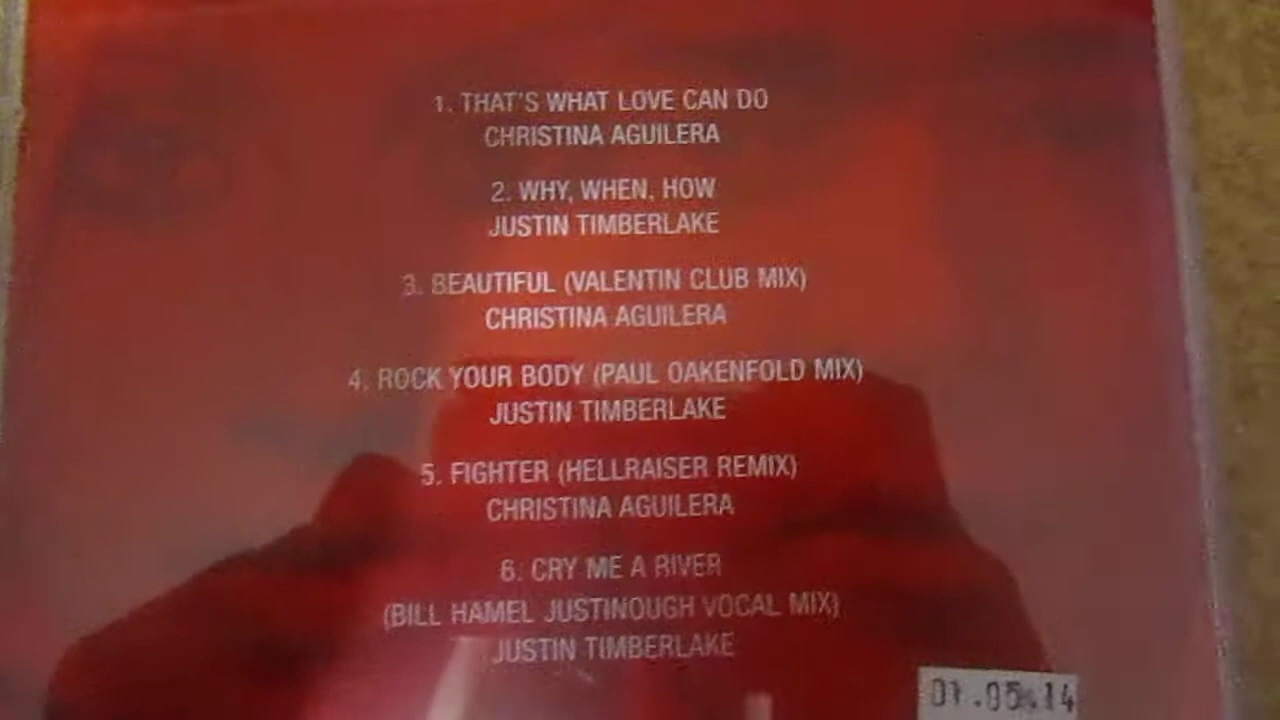 1. THAT'S WHAT LOVE CAN DO
CHRISTINA AGUILERA
2. WHY, WHEN, HOW
JUSTIN TIMBERLAKE
3. BEAUTIFUL (VALENTIN CLUB MIX)
CHRISTINA AGUILERA
4. ROCK YOUR BODY (PAUL OAKENFOLD MIX)
JUSTIN TIMBERLAKE
5. FIGHTER (HELLRAISER REMIX)
CHRISTINA AGUILERA
6. CRY ME A RIVER
(BILL HAMEL JUSTINOUGH VOCAL MIX)
JUSTIN TIMBERLAKE